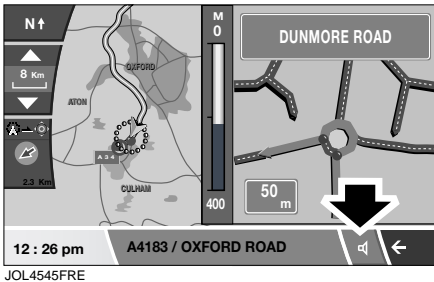 N
M
0
DUNMORE ROAD
8 Km
OXFORD
ATON
A34
2.3 Km
CULHAM
400
50
m
12 : 26 pm
A4183 / OXFORD ROAD
JOL4545FRE